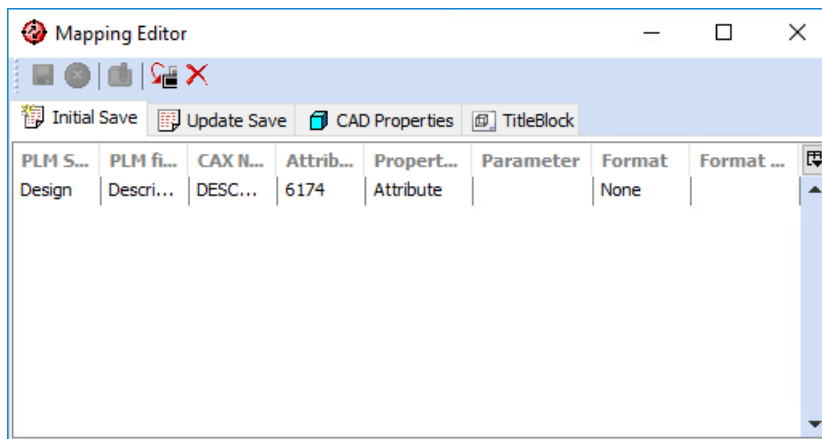 Mapping Editor
Initial Save Update Save CAD Properties TitleBlock
PLM S... PLM fi... CAX N... Attrib... Propert... Parameter Format Format ...
Design Descri... DESC... 6174 Attribute None